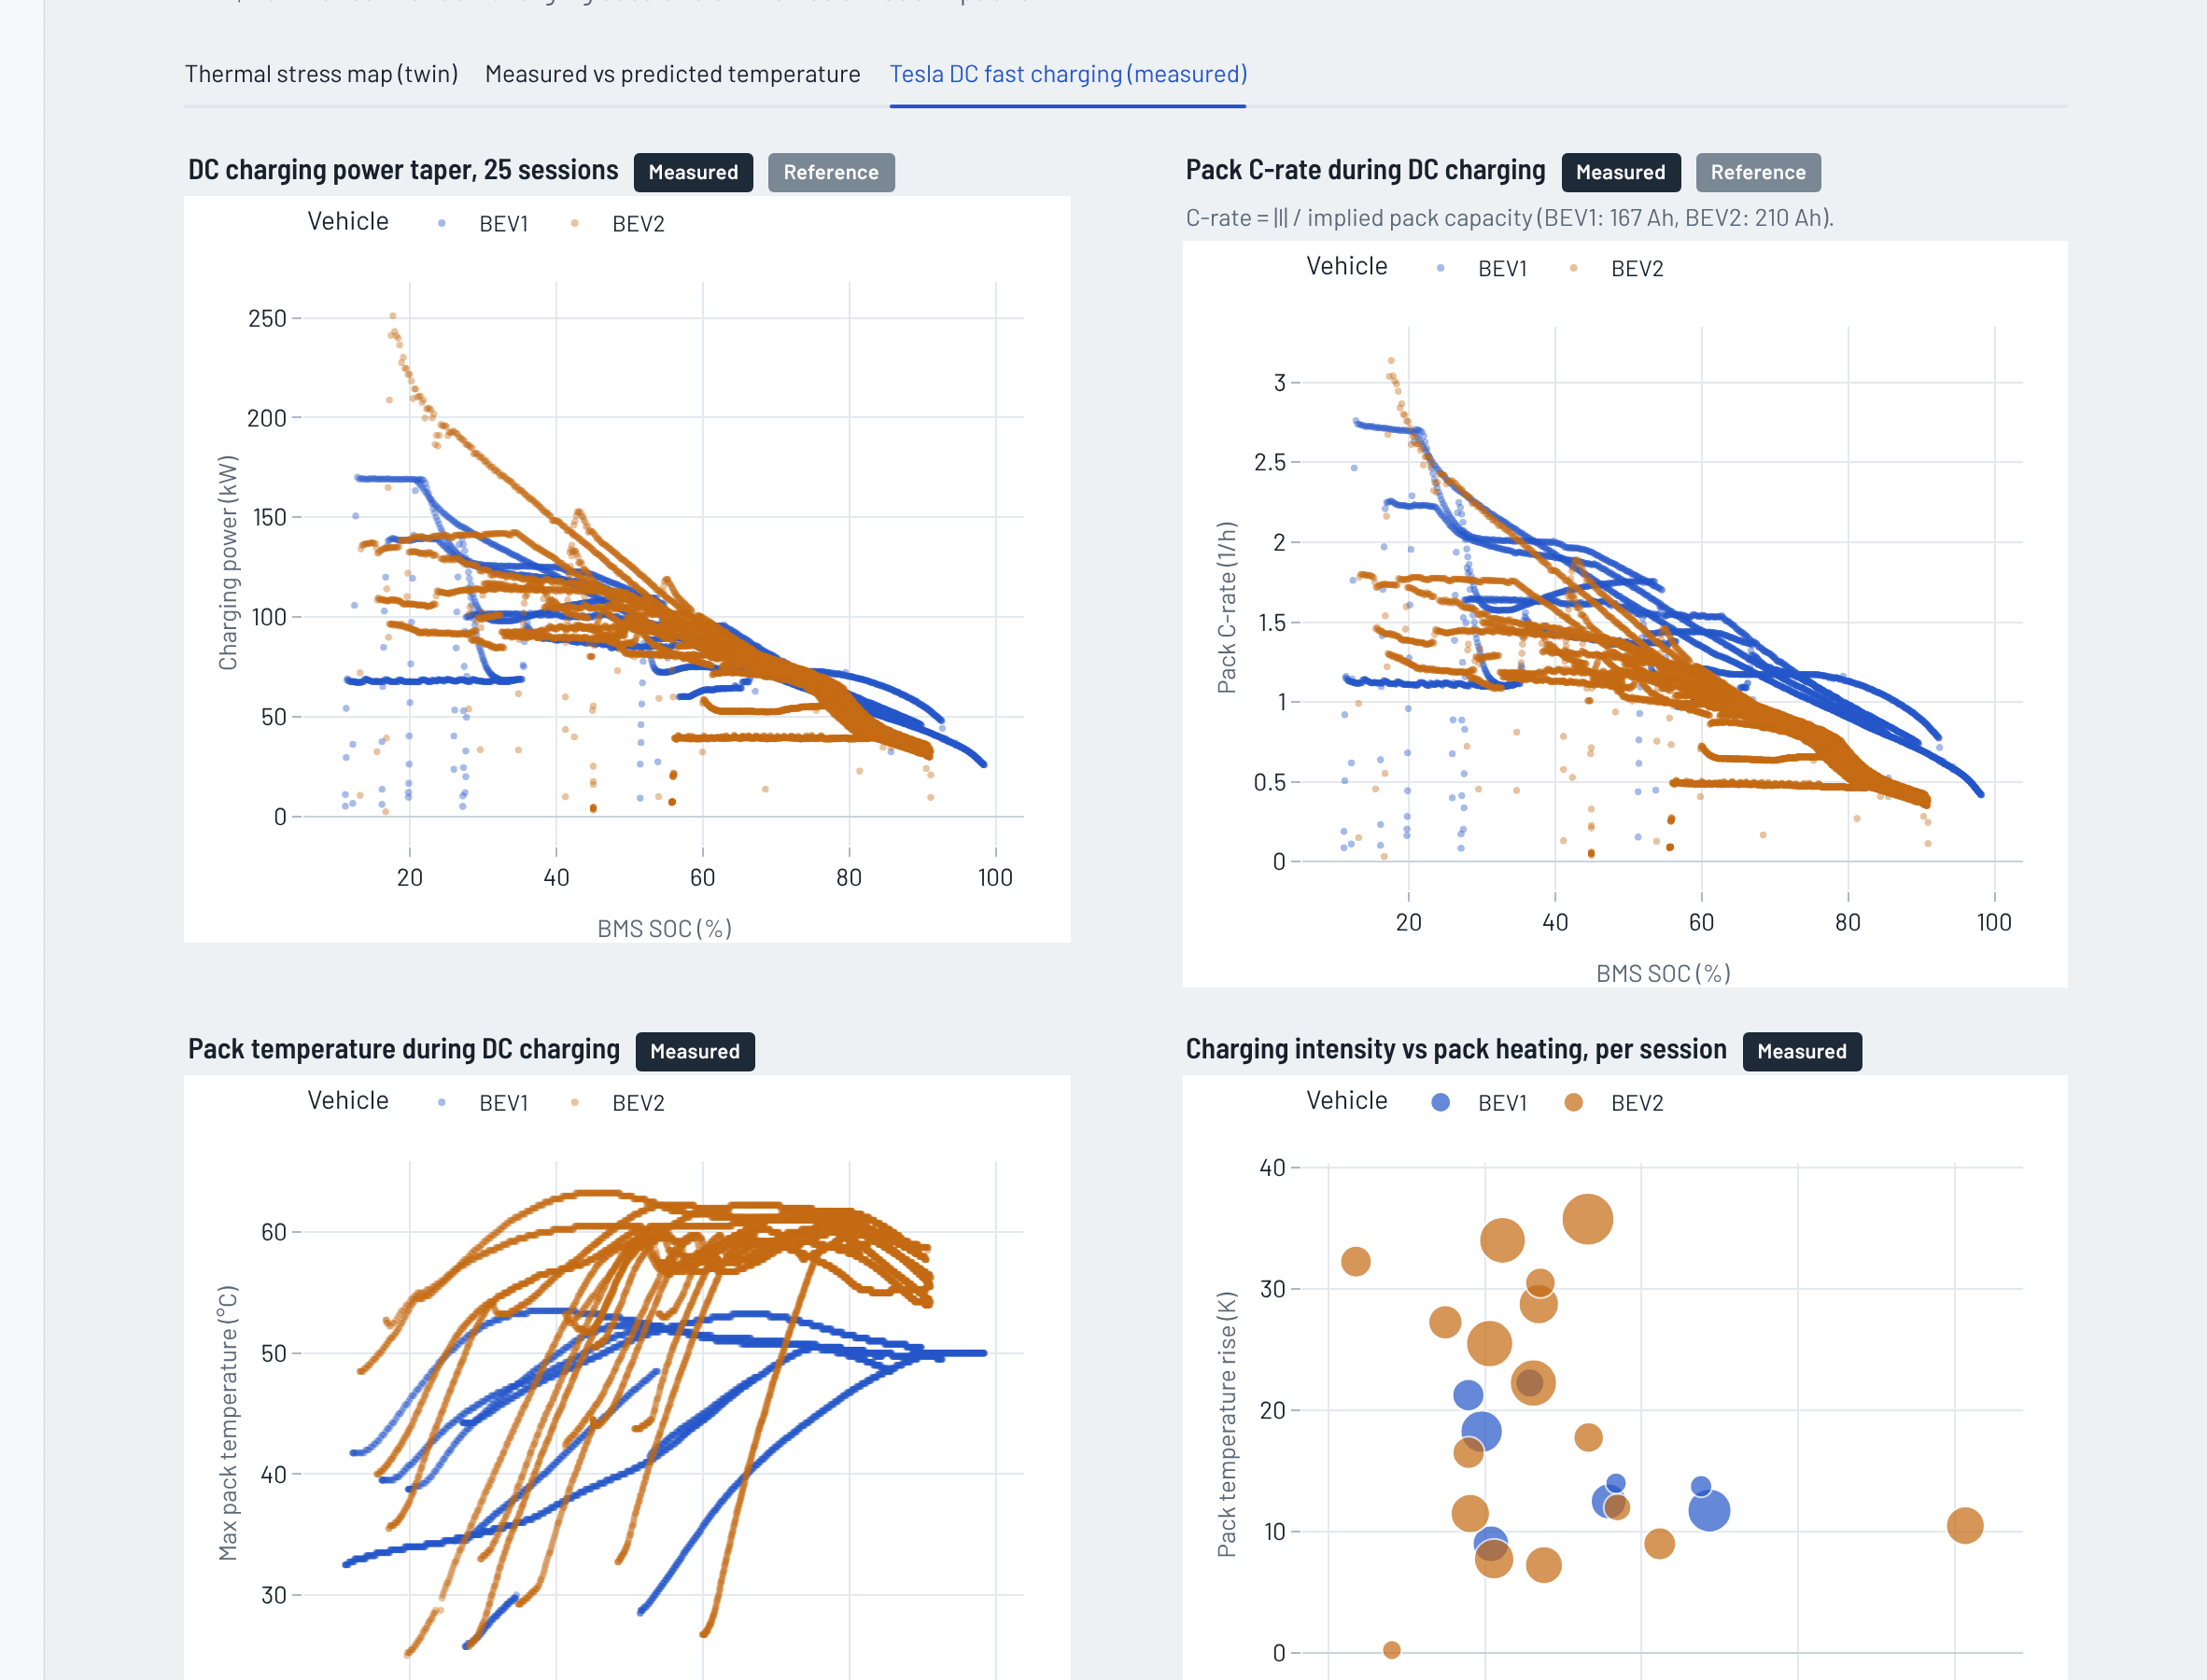 Thermal stress map (twin) Measured vs predicted temperature Tesla DC fast charging (measured)
DC charging power taper, 25 sessions Measured Reference
Vehicle BEV1 BEV2
250
200
150
100
50
0
Charging power (kW)
20 40 60 80 100
BMS SOC (%)
Pack C-rate during DC charging Measured Reference
C-rate = |I| / implied pack capacity (BEV1: 167 Ah, BEV2: 210 Ah).
Vehicle BEV1 BEV2
3
2.5
2
1.5
1
0.5
0
Pack C-rate (1/h)
20 40 60 80 100
BMS SOC (%)
Pack temperature during DC charging Measured
Vehicle BEV1 BEV2
60
50
40
30
Max pack temperature (°C)
Charging intensity vs pack heating, per session Measured
Vehicle BEV1 BEV2
40
30
20
10
0
Pack temperature rise (K)